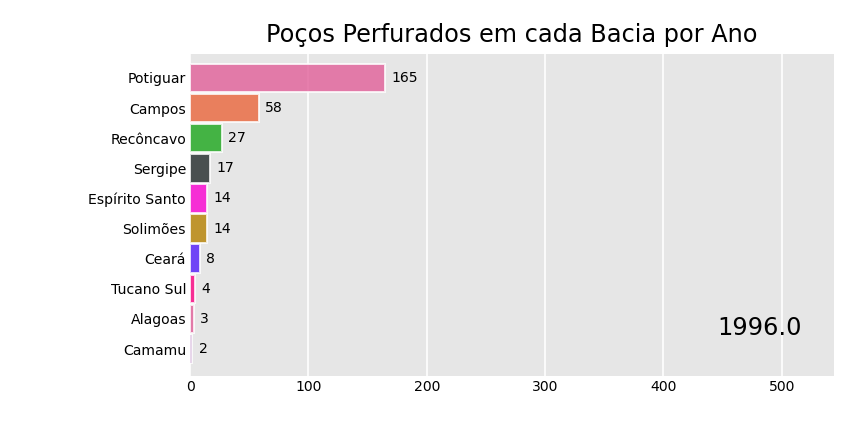 Poços Perfurados em cada Bacia por Ano
Potiguar 165
Campos 58
Recôncavo 27
Sergipe 17
Espírito Santo 14
Solimões 14
Ceará 8
Tucano Sul 4
Alagoas 3
1996.0
Camamu 2
0 100 200 300 400 500